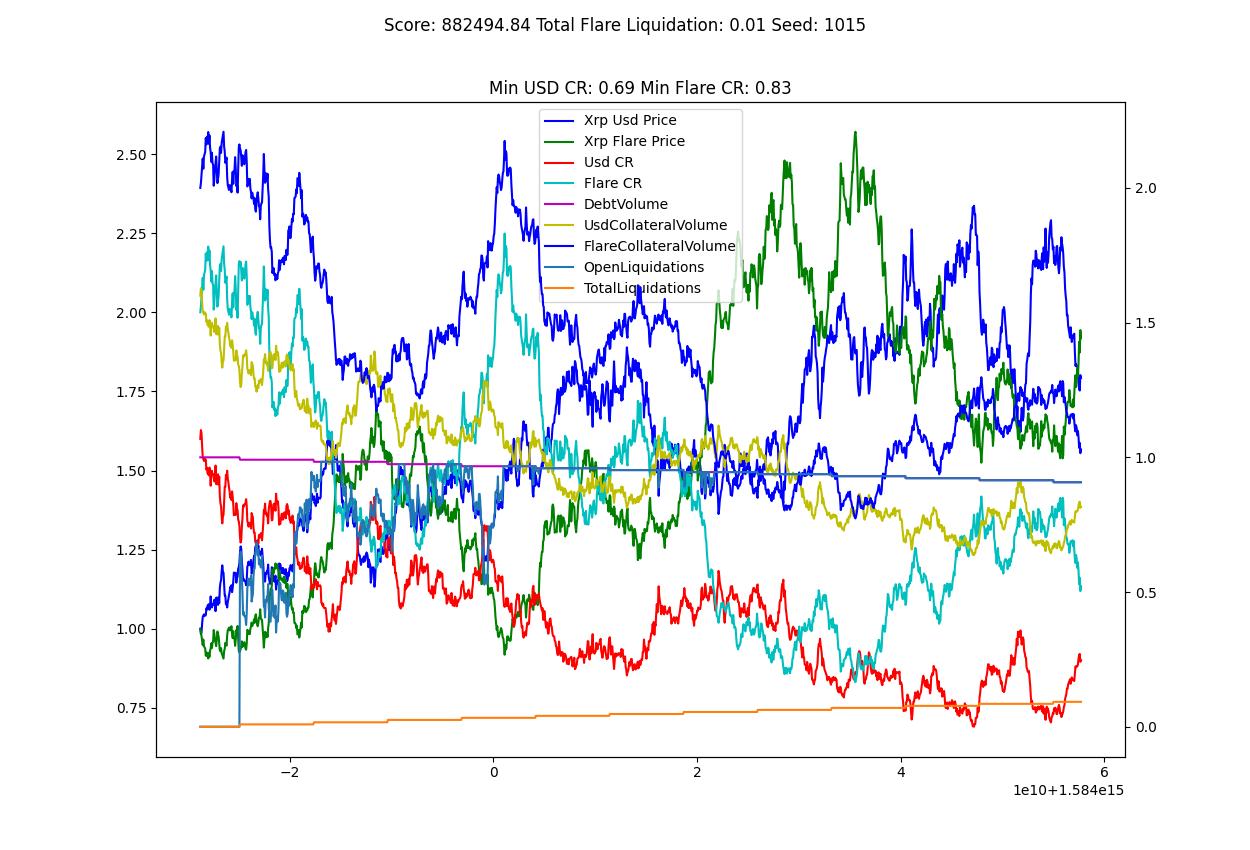 Score: 882494.84 Total Flare Liquidation: 0.01 Seed: 1015
Min USD CR: 0.69 Min Flare CR: 0.83
Xrp Usd Price
Xrp Flare Price
Usd CR
Flare CR
DebtVolume
UsdCollateralVolume
FlareCollateralVolume
OpenLiquidations
TotalLiquidations
2.50
2.25
2.00
1.75
1.50
1.25
1.00
0.75
2.0
1.5
1.0
0.5
0.0
−2 0 2 4 6
1e10+1.584e15